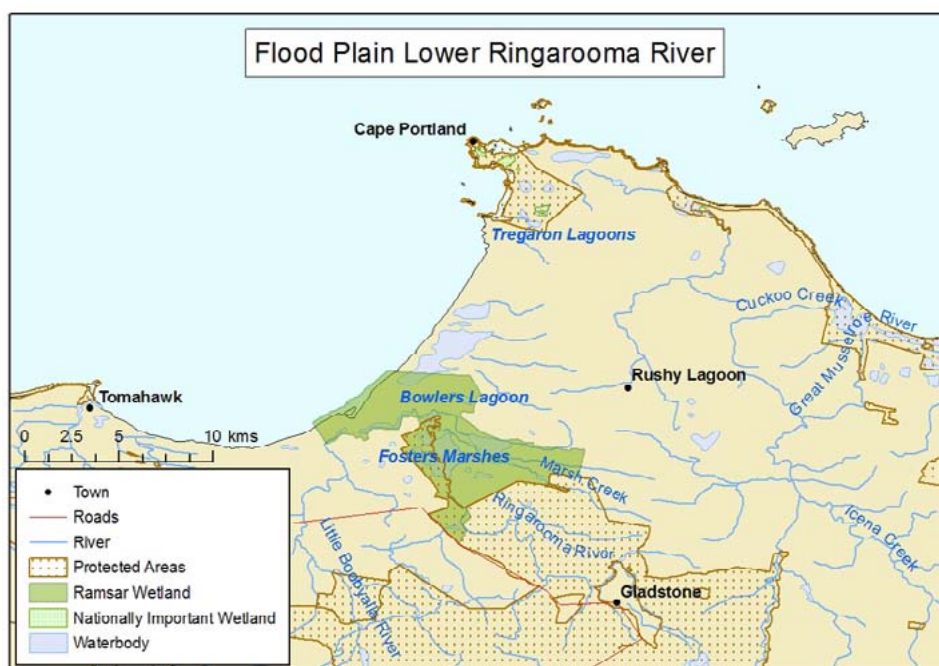 Flood Plain Lower Ringarooma River
Cape Portland
Tregaron Lagoons
Cuckoo Creek
Great Musselroe River
Rushy Lagoon
Tomahawk
Bowlers Lagoon
0 2.5 5 10 kms
Fosters Marshes
Marsh Creek
Ringarooma River
Icena Creek
Little Boobyalla River
Gladstone
Town
Roads
River
Protected Areas
Ramsar Wetland
Nationally Important Wetland
Waterbody